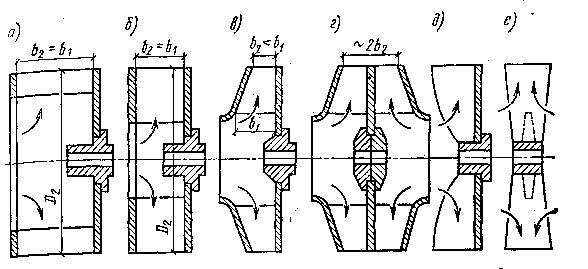 а) б) в) г) д) е)
b₂ = b₁ b₂ = b₁ b₂ < b₁ ~ 2b₂
b₁
D₂ D₂